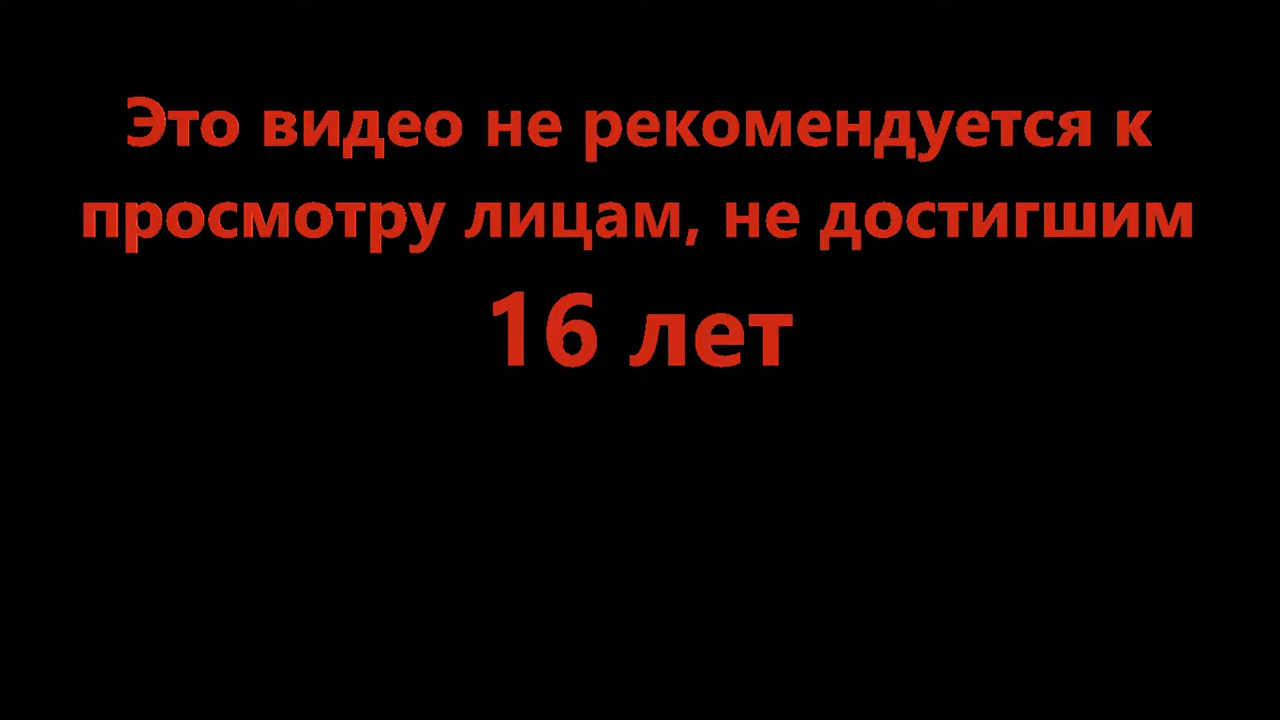 Это видео не рекомендуется к
просмотру лицам, не достигшим
16 лет